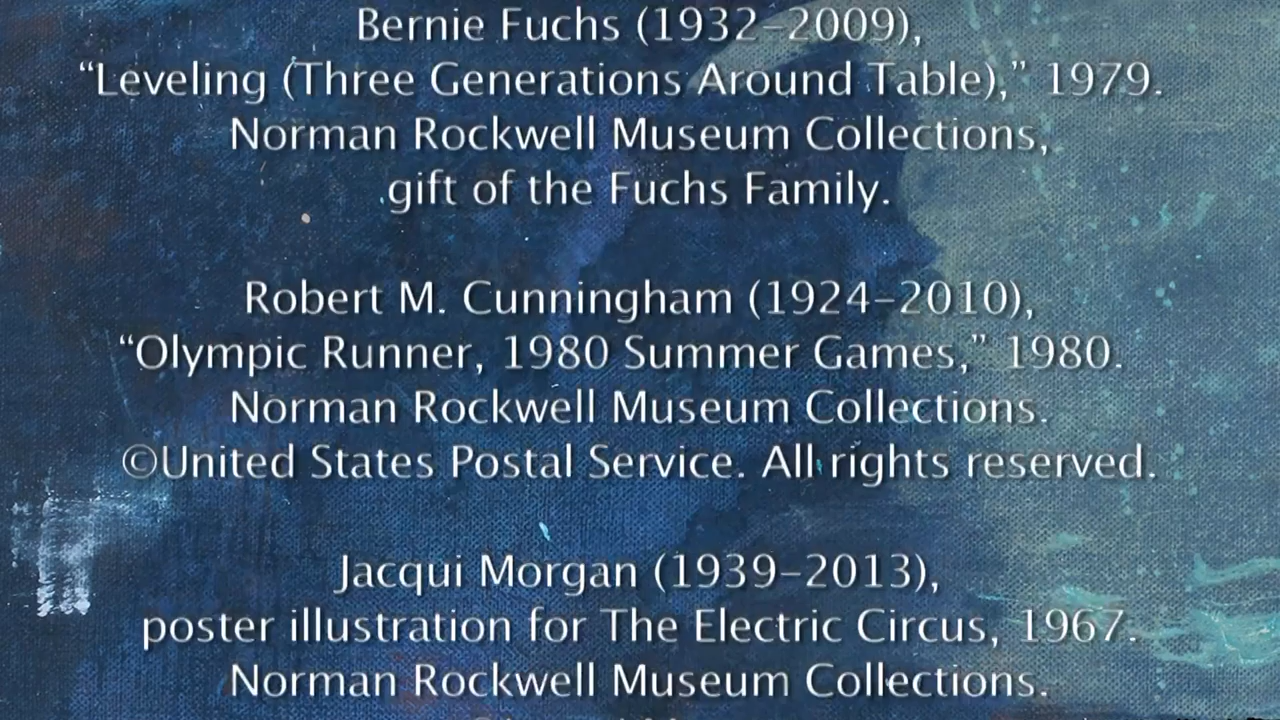 Bernie Fuchs (1932–2009),
“Leveling (Three Generations Around Table),” 1979.
Norman Rockwell Museum Collections,
gift of the Fuchs Family.
Robert M. Cunningham (1924–2010),
“Olympic Runner, 1980 Summer Games,” 1980.
Norman Rockwell Museum Collections.
©United States Postal Service. All rights reserved.
Jacqui Morgan (1939–2013),
poster illustration for The Electric Circus, 1967.
Norman Rockwell Museum Collections.